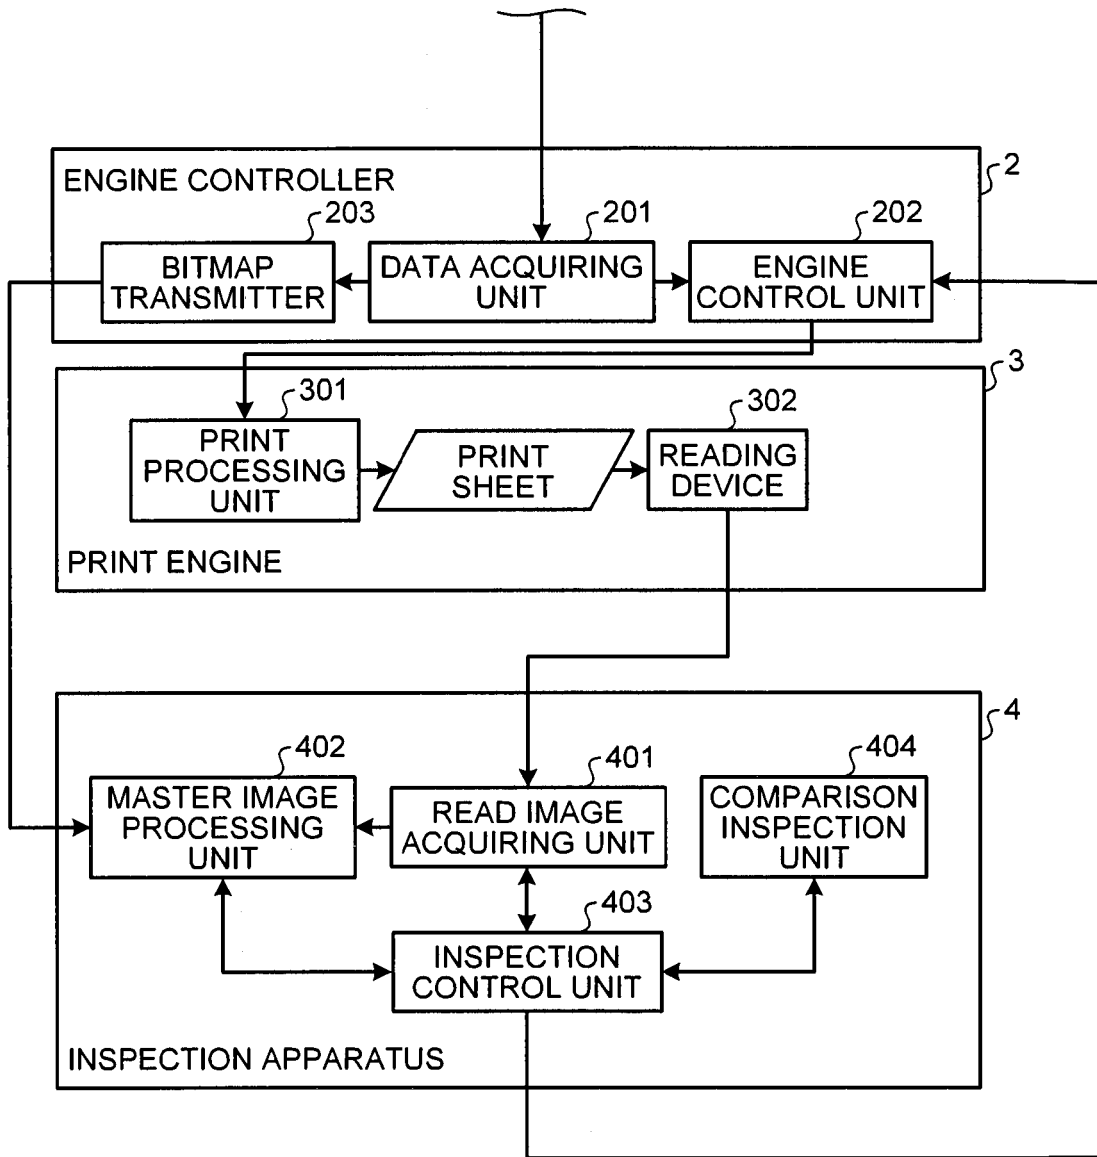 ENGINE CONTROLLER
2
203
201
202
BITMAP
TRANSMITTER
DATA ACQUIRING
UNIT
ENGINE
CONTROL UNIT
3
301
302
PRINT
PROCESSING
UNIT
PRINT
SHEET
READING
DEVICE
PRINT ENGINE
4
402
401
404
MASTER IMAGE
PROCESSING
UNIT
READ IMAGE
ACQUIRING UNIT
COMPARISON
INSPECTION
UNIT
403
INSPECTION
CONTROL UNIT
INSPECTION APPARATUS